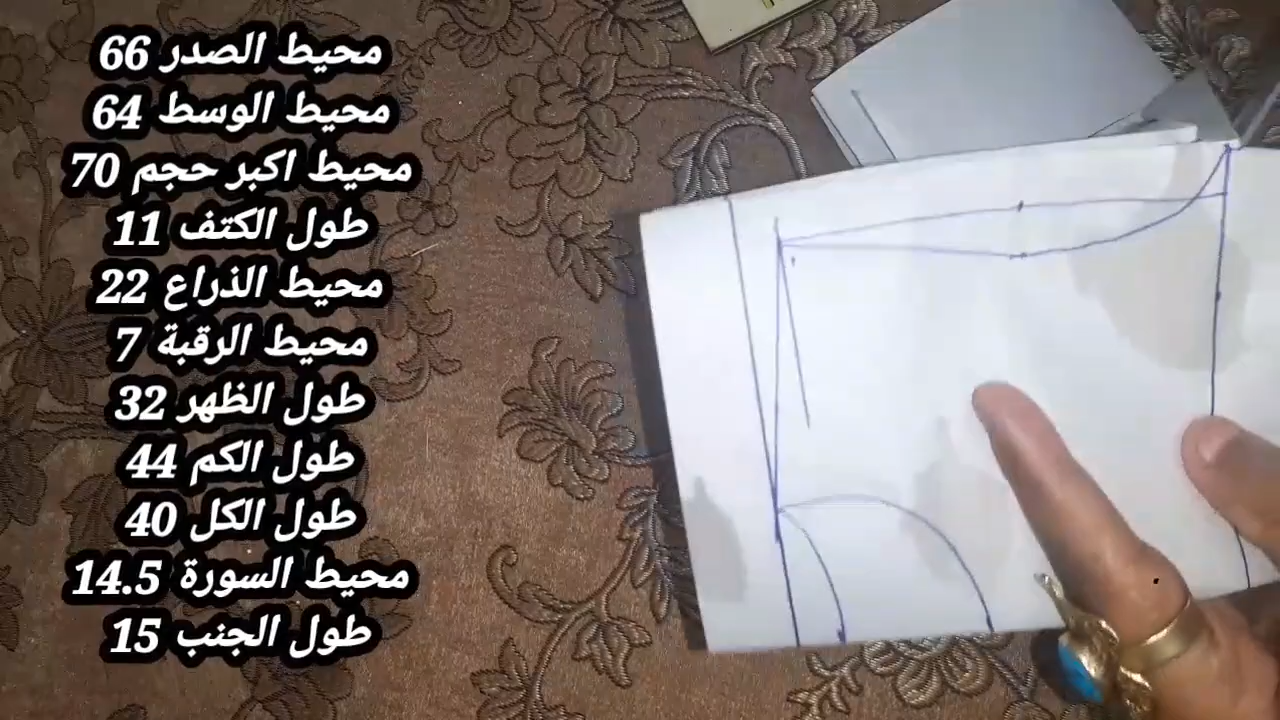 محيط الصدر 66
محيط الوسط 64
محيط اكبر حجم 70
طول الكتف 11
محيط الذراع 22
محيط الرقبة 7
طول الظهر 32
طول الكم 44
طول الكل 40
محيط السورة 14.5
طول الجنب 15